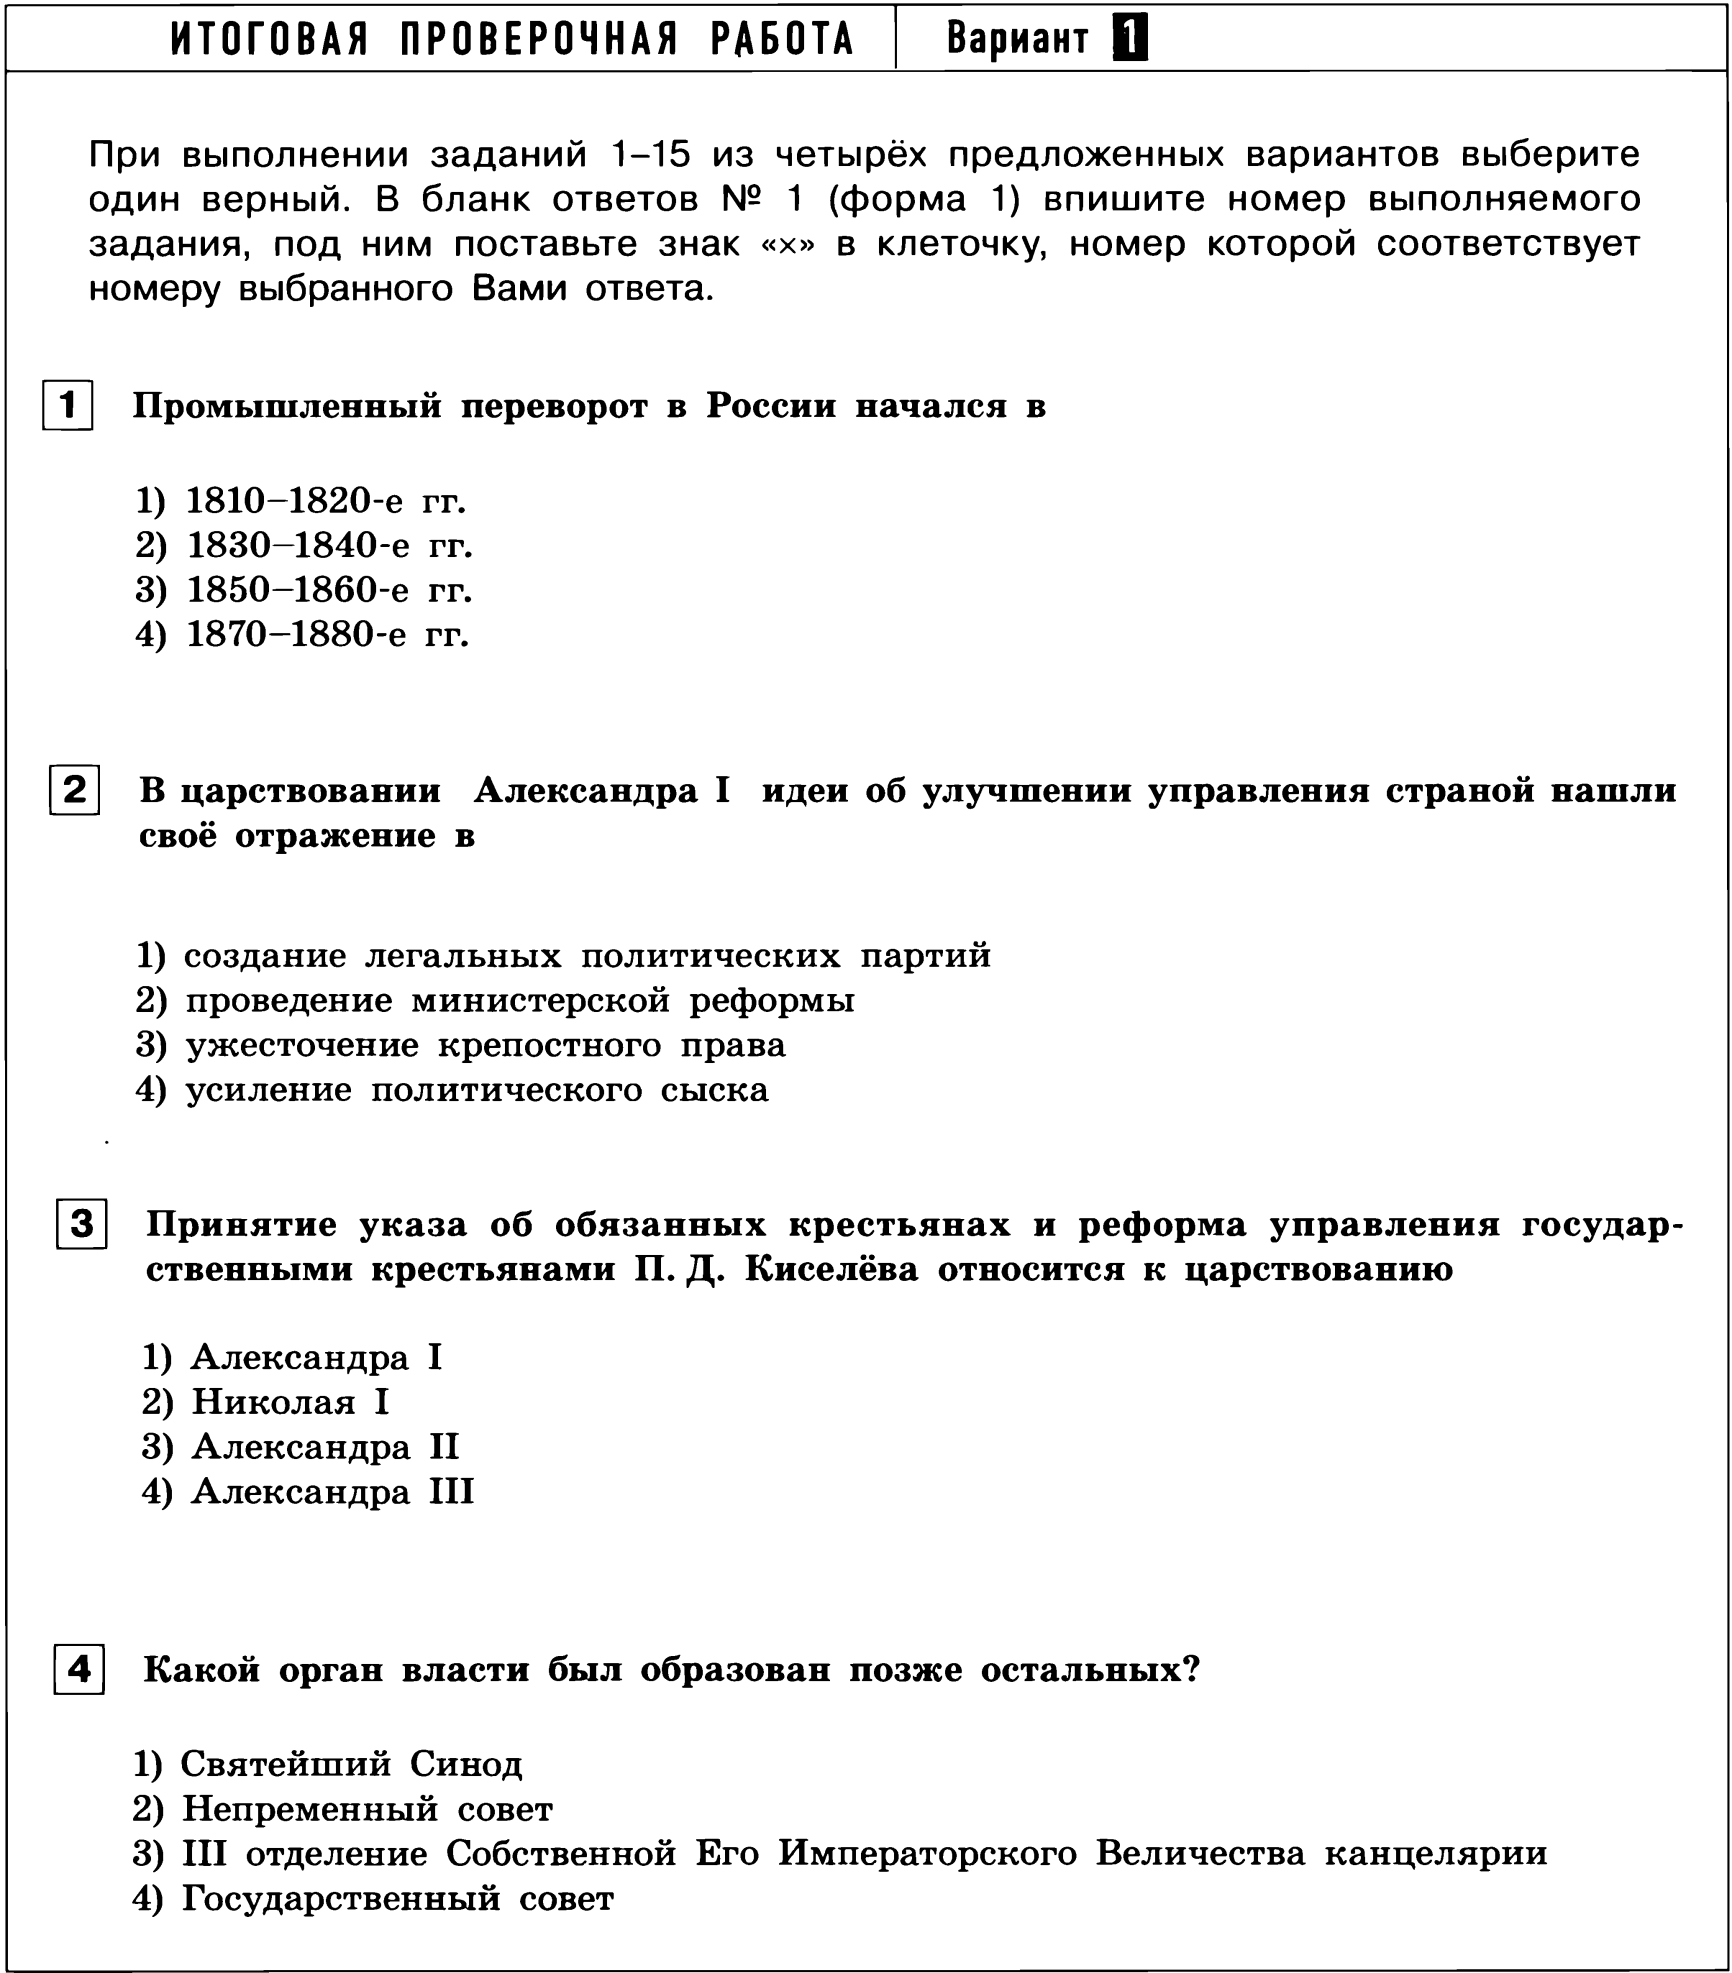 ИТОГОВАЯ ПРОВЕРОЧНАЯ РАБОТА Вариант 1
При выполнении заданий 1–15 из четырёх предложенных вариантов выберите
один верный. В бланк ответов № 1 (форма 1) впишите номер выполняемого
задания, под ним поставьте знак «×» в клеточку, номер которой соответствует
номеру выбранного Вами ответа.
1 Промышленный переворот в России начался в
1) 1810–1820-е гг.
2) 1830–1840-е гг.
3) 1850–1860-е гг.
4) 1870–1880-е гг.
2 В царствовании Александра I идеи об улучшении управления страной нашли
своё отражение в
1) создание легальных политических партий
2) проведение министерской реформы
3) ужесточение крепостного права
4) усиление политического сыска
3 Принятие указа об обязанных крестьянах и реформа управления государ-
ственными крестьянами П. Д. Киселёва относится к царствованию
1) Александра I
2) Николая I
3) Александра II
4) Александра III
4 Какой орган власти был образован позже остальных?
1) Святейший Синод
2) Непременный совет
3) III отделение Собственной Его Императорского Величества канцелярии
4) Государственный совет